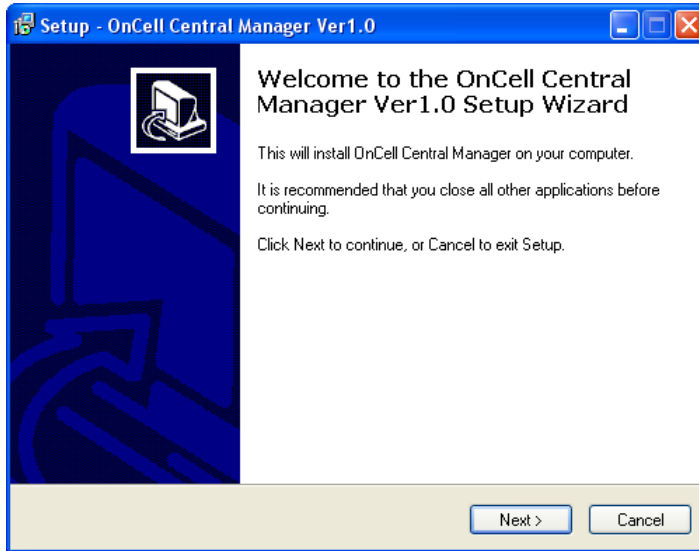 Setup - OnCell Central Manager Ver1.0
Welcome to the OnCell Central
Manager Ver1.0 Setup Wizard
This will install OnCell Central Manager on your computer.
It is recommended that you close all other applications before
continuing.
Click Next to continue, or Cancel to exit Setup.
Next >
Cancel